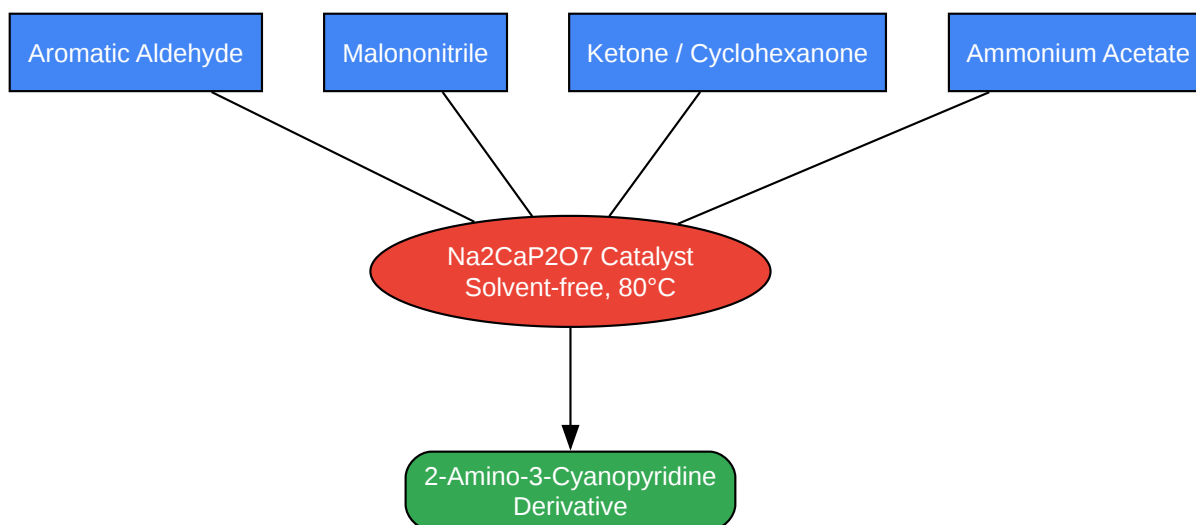 Aromatic Aldehyde
Malononitrile
Ketone / Cyclohexanone
Ammonium Acetate
Na2CaP2O7 Catalyst
Solvent-free, 80°C
2-Amino-3-Cyanopyridine
Derivative